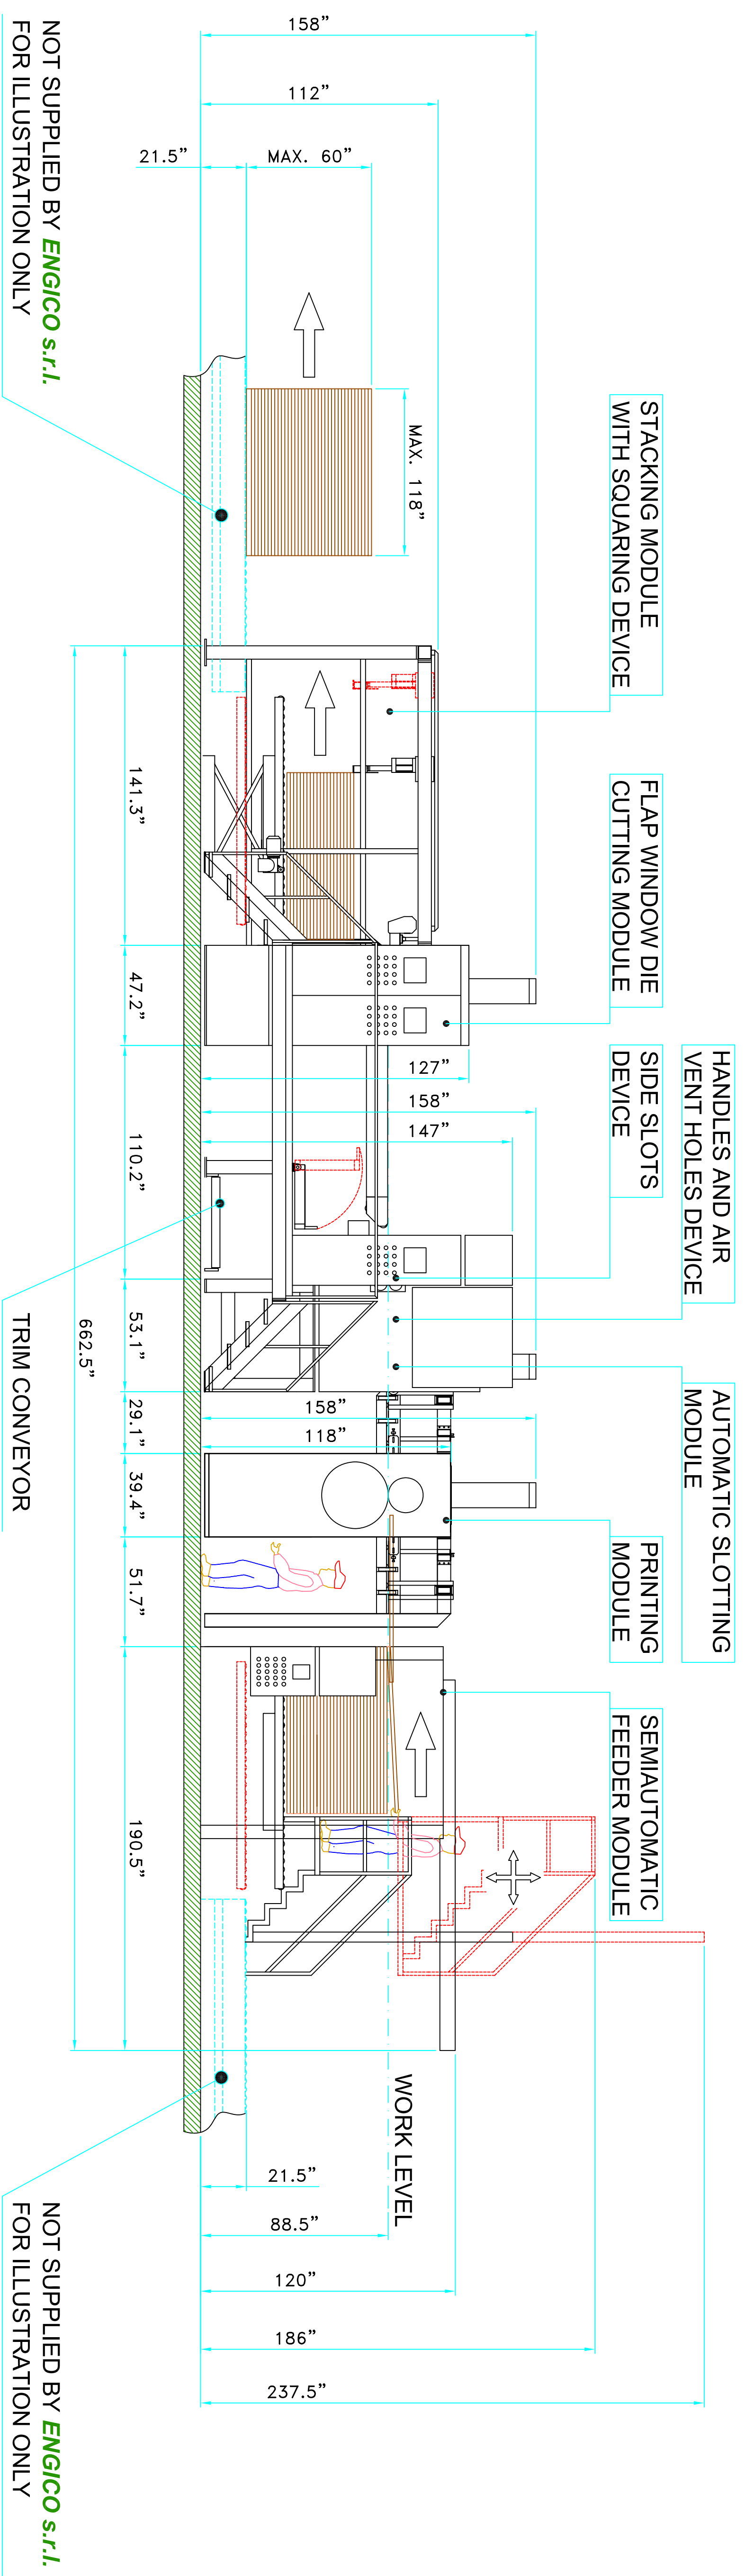 HANDLES AND AIR
VENT HOLES DEVICE
AUTOMATIC SLOTTING
MODULE
STACKING MODULE
WITH SQUARING DEVICE
FLAP WINDOW DIE
CUTTING MODULE
SIDE SLOTS
DEVICE
PRINTING
MODULE
SEMIAUTOMATIC
FEEDER MODULE
158”
112”
21.5”
MAX. 60”
MAX. 118”
127”
158”
147”
158”
118”
WORK LEVEL
21.5”
88.5”
120”
186”
237.5”
141.3”
47.2”
110.2”
53.1”
29.1”
39.4”
51.7”
190.5”
662.5”
NOT SUPPLIED BY ENGICO s.r.l.
FOR ILLUSTRATION ONLY
TRIM CONVEYOR
NOT SUPPLIED BY ENGICO s.r.l.
FOR ILLUSTRATION ONLY